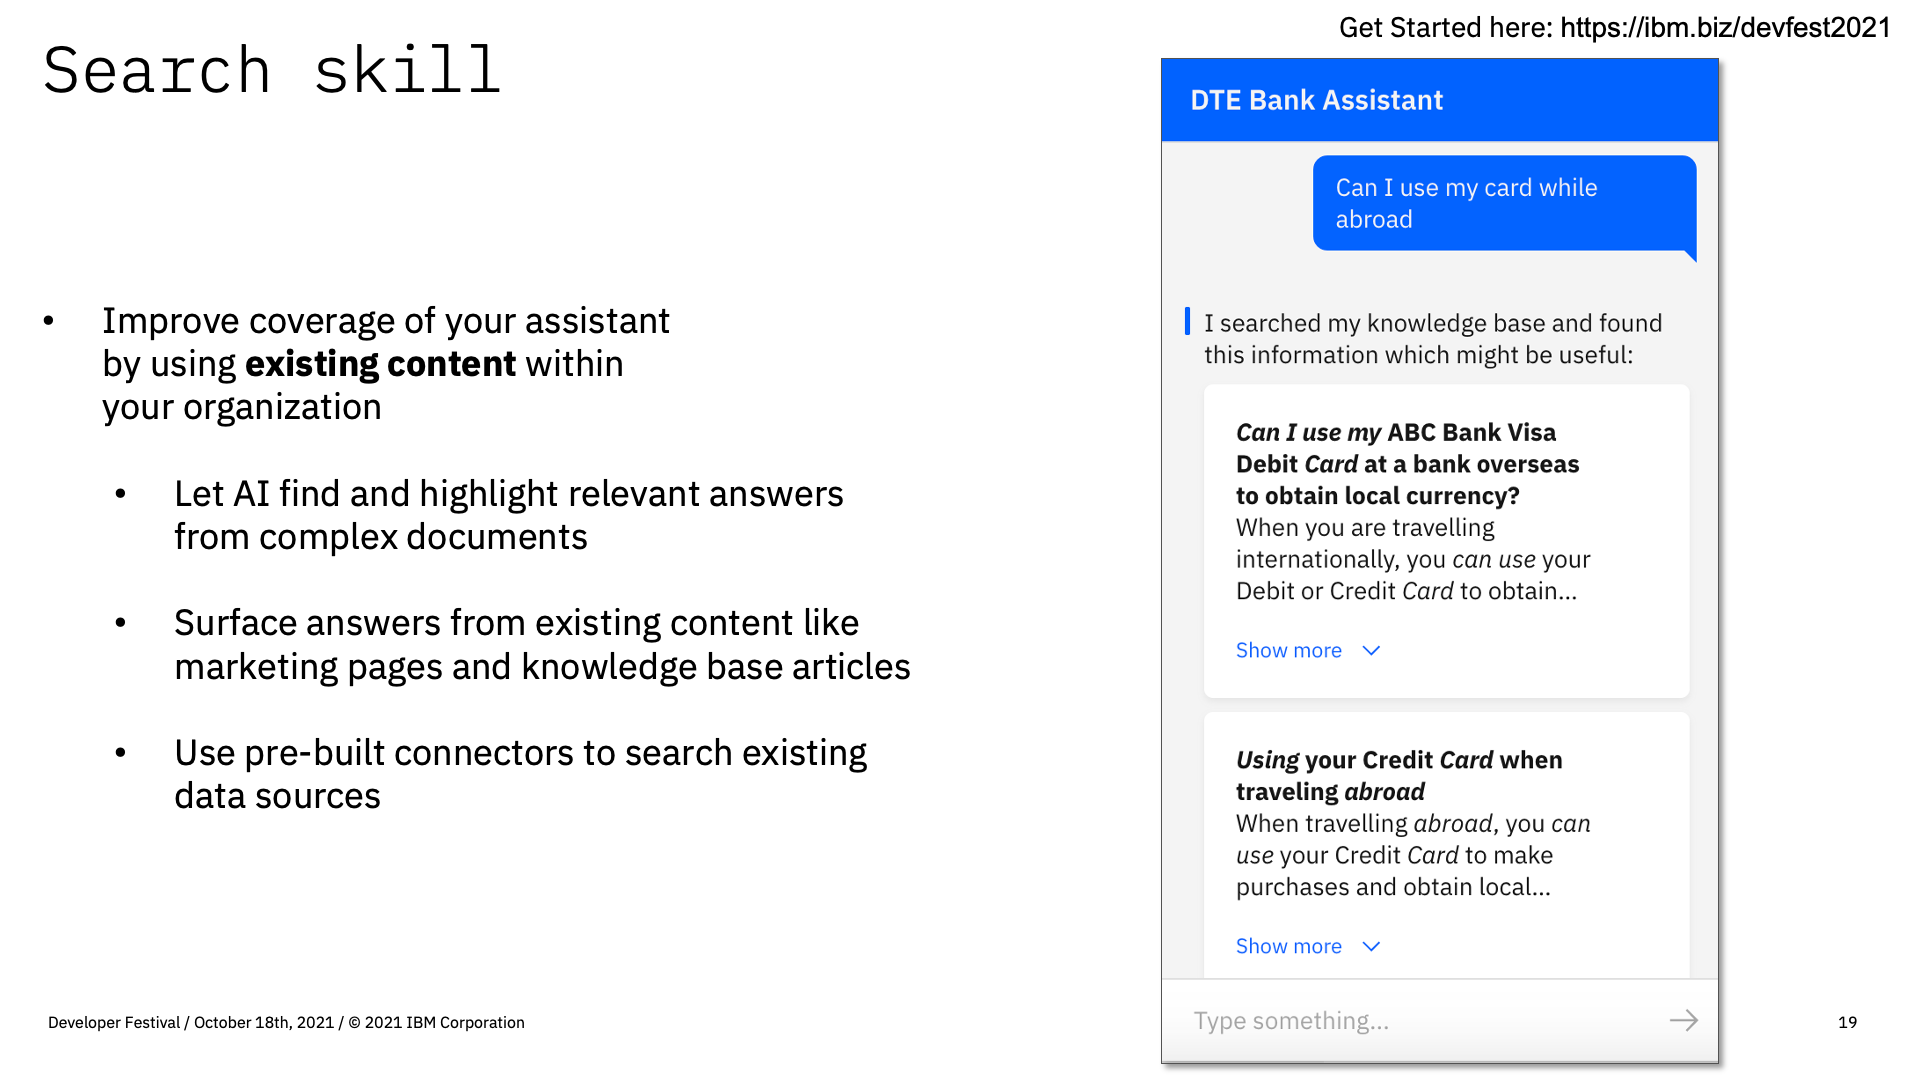 Get Started here: https://ibm.biz/devfest2021
Search skill
• Improve coverage of your assistant
by using existing content within
your organization
• Let AI find and highlight relevant answers
from complex documents
• Surface answers from existing content like
marketing pages and knowledge base articles
• Use pre-built connectors to search existing
data sources
DTE Bank Assistant
Can I use my card while
abroad
I searched my knowledge base and found
this information which might be useful:
Can I use my ABC Bank Visa
Debit Card at a bank overseas
to obtain local currency?
When you are travelling
internationally, you can use your
Debit or Credit Card to obtain...
Show more
Using your Credit Card when
traveling abroad
When travelling abroad, you can
use your Credit Card to make
purchases and obtain local...
Show more
Type something...
Developer Festival / October 18th, 2021 / © 2021 IBM Corporation
19